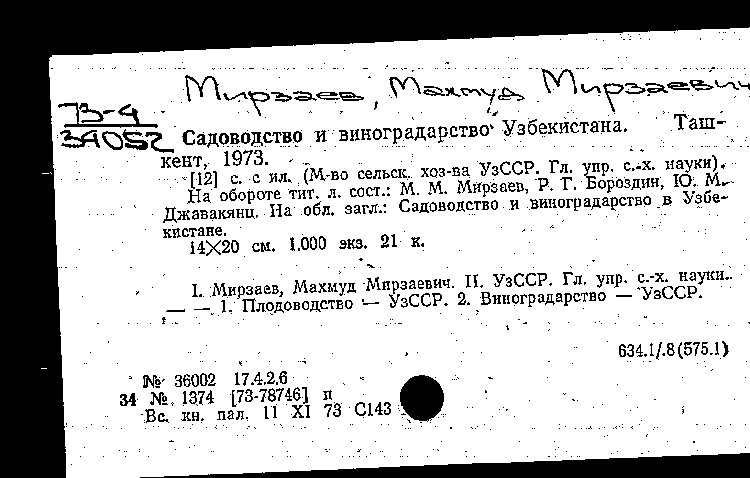 Мирзаев, Махмуд Мирзаевич
73-4
34052
Садоводство и виноградарство Узбекистана. Таш-
кент, 1973.
[12] с. с ил. (М-во сельск. хоз-ва УзССР. Гл. упр. с.-х. науки).
На обороте тит. л. сост.: М. М. Мирзаев, Р. Г. Бороздин, Ю. М.
Джавакянц. На обл. загл.: Садоводство и виноградарство в Узбе-
кистане.
14×20 см. 1.000 экз. 21 к.
I. Мирзаев, Махмуд Мирзаевич. II. УзССР. Гл. упр. с.-х. науки.
— — 1. Плодоводство — УзССР. 2. Виноградарство — УзССР.
634.1/.8(575.1)
№ 36002 17.4.2.6
34 № 1374 [73-78746] п
Вс. кн. пал. 11 XI 73 С143